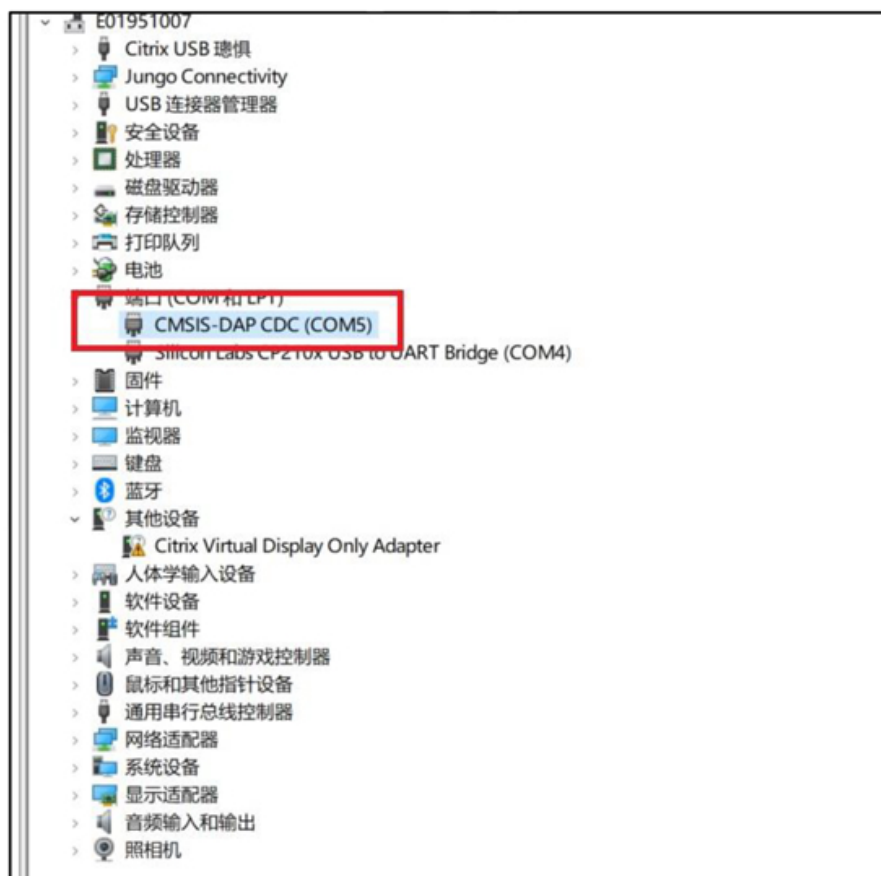 E01951007
Citrix USB 璁惧
Jungo Connectivity
USB 连接器管理器
安全设备
处理器
磁盘驱动器
存储控制器
打印队列
电池
端口 (COM 和 LPT)
CMSIS-DAP CDC (COM5)
Silicon Labs CP210x USB to UART Bridge (COM4)
固件
计算机
监视器
键盘
蓝牙
其他设备
Citrix Virtual Display Only Adapter
人体学输入设备
软件设备
软件组件
声音、视频和游戏控制器
鼠标和其他指针设备
通用串行总线控制器
网络适配器
系统设备
显示适配器
音频输入和输出
照相机